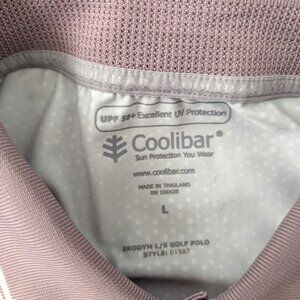 UPF 50+ Excellent UV Protection
Coolibar®
Sun Protection You Wear
www.coolibar.com
MADE IN THAILAND
RN 106828
L
BRODYM L/S GOLF POLO
STYLE: 01587